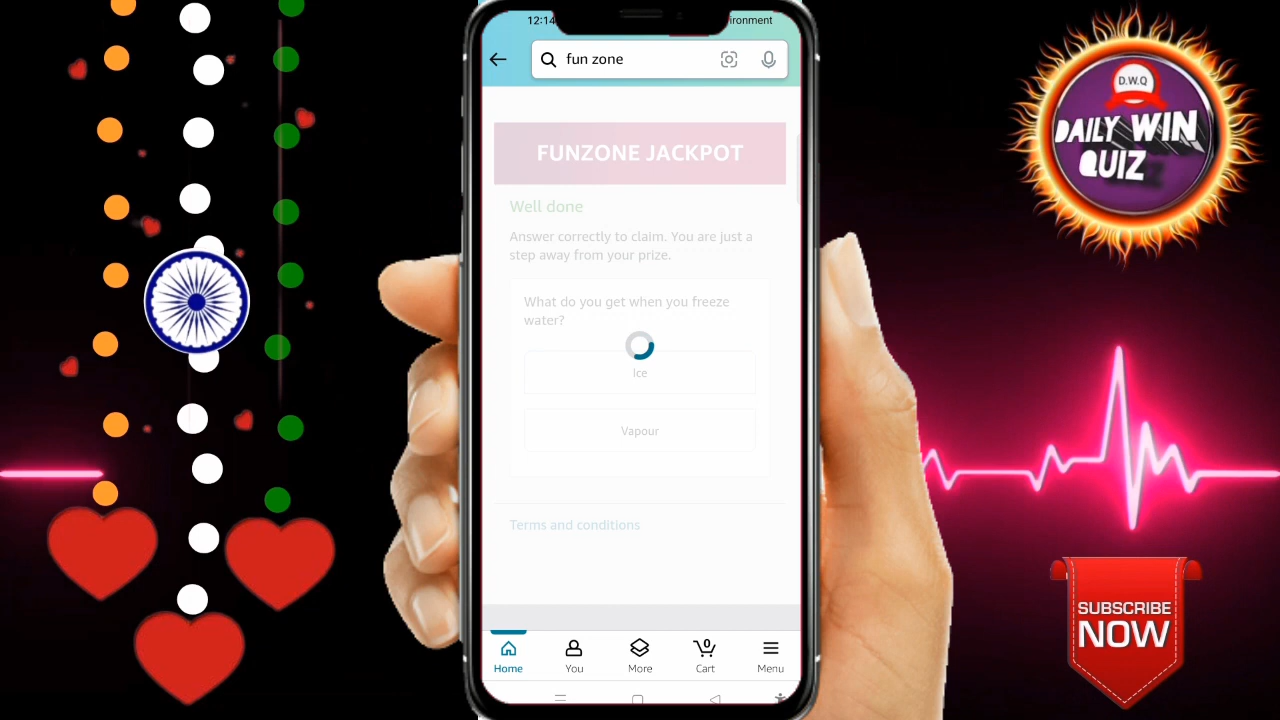 12:14
ironment
fun zone
FUNZONE JACKPOT
Well done
Answer correctly to claim. You are just a
step away from your prize.
What do you get when you freeze
water?
Ice
Vapour
Terms and conditions
Home
You
More
0
Cart
Menu
D.W.Q
DAILY WIN
QUIZ
SUBSCRIBE
NOW